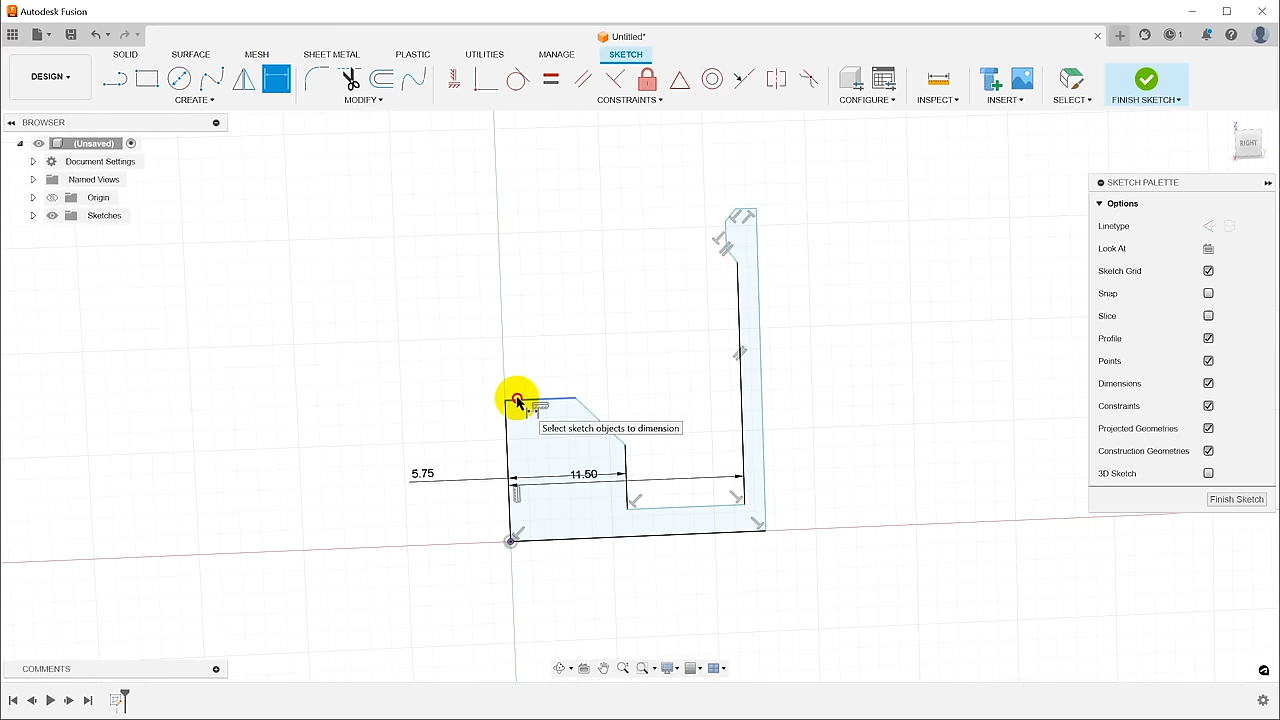 Autodesk Fusion
Untitled*
1
SOLID
SURFACE
MESH
SHEET METAL
PLASTIC
UTILITIES
MANAGE
SKETCH
DESIGN
CREATE
MODIFY
CONSTRAINTS
CONFIGURE
INSPECT
INSERT
SELECT
FINISH SKETCH
BROWSER
(Unsaved)
Document Settings
Named Views
Origin
Sketches
Z
RIGHT
X
SKETCH PALETTE
Options
Linetype
Look At
Sketch Grid
Snap
Slice
Profile
Points
Dimensions
Constraints
Projected Geometries
Construction Geometries
3D Sketch
Finish Sketch
Select sketch objects to dimension
5.75
11.50
COMMENTS